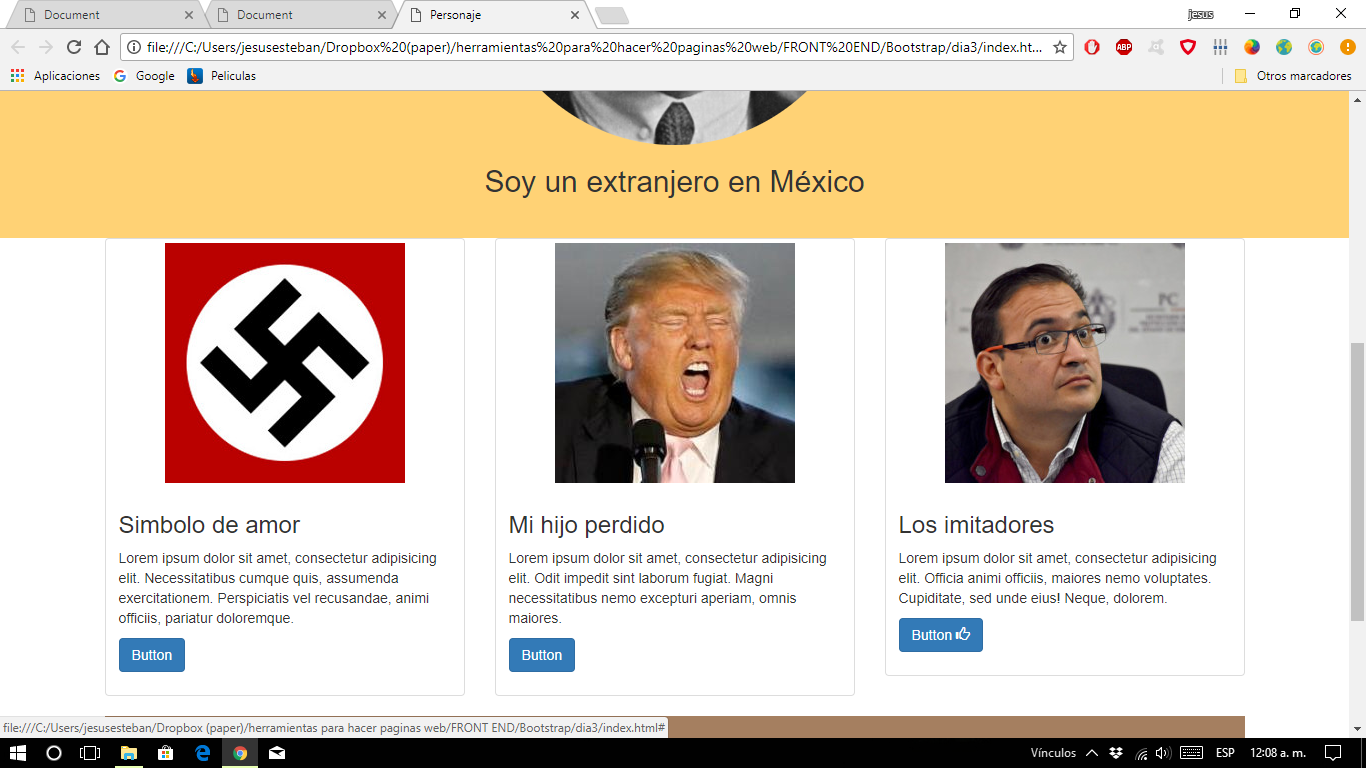 Document
Document
Personaje
jesus
file:///C:/Users/jesusesteban/Dropbox%20(paper)/herramientas%20para%20hacer%20paginas%20web/FRONT%20END/Bootstrap/dia3/index.ht...
ABP
Aplicaciones
Google
Peliculas
Otros marcadores
Soy un extranjero en México
PC
Simbolo de amor
Lorem ipsum dolor sit amet, consectetur adipisicing
elit. Necessitatibus cumque quis, assumenda
exercitationem. Perspiciatis vel recusandae, animi
officiis, pariatur doloremque.
Button
Mi hijo perdido
Lorem ipsum dolor sit amet, consectetur adipisicing
elit. Odit impedit sint laborum fugiat. Magni
necessitatibus nemo excepturi aperiam, omnis
maiores.
Button
Los imitadores
Lorem ipsum dolor sit amet, consectetur adipisicing
elit. Officia animi officiis, maiores nemo voluptates.
Cupiditate, sed unde eius! Neque, dolorem.
Button
file:///C:/Users/jesusesteban/Dropbox (paper)/herramientas para hacer paginas web/FRONT END/Bootstrap/dia3/index.html#
Vínculos
ESP
12:08 a. m.